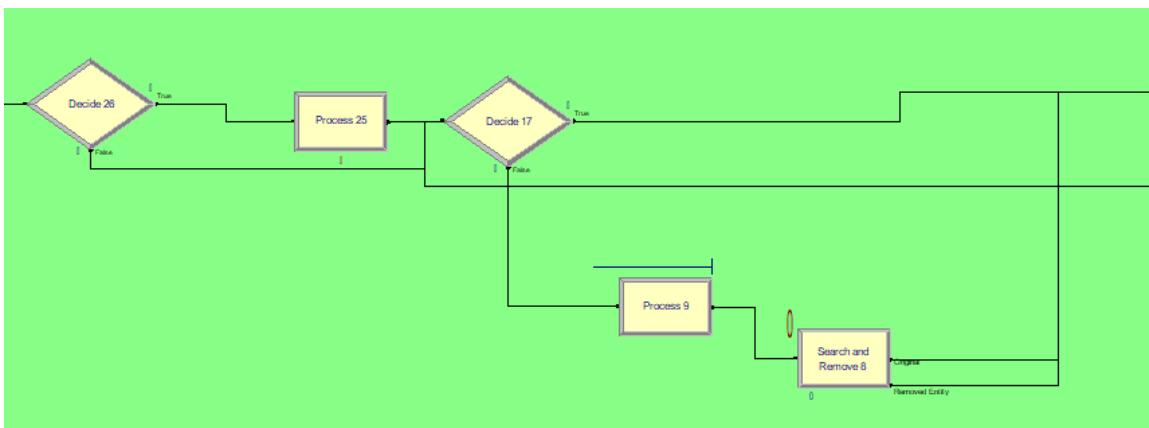 Decide 26
True
False
Process 25
Decide 17
True
False
Process 9
Search and
Remove 8
Original
Removed Entity